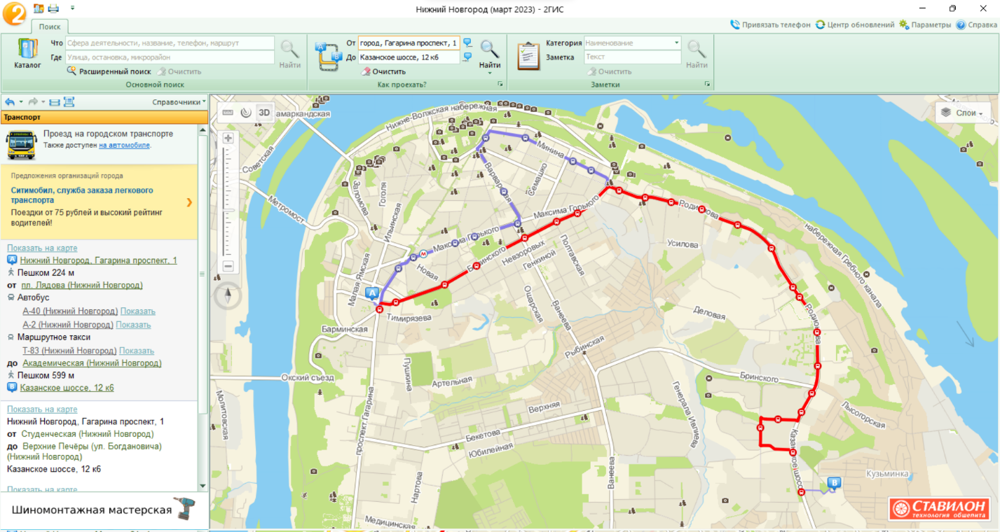 Нижний Новгород (март 2023) - 2ГИС
Поиск
Привязать телефон
Центр обновлений
Параметры
Справка
Каталог
Что
Сфера деятельности, название, телефон, маршрут
Где
Улица, остановка, микрорайон
Расширенный поиск
Очистить
Найти
Основной поиск
От
город, Гагарина проспект, 1
До
Казанское шоссе, 12 к6
Очистить
Найти
Как проехать?
Категория
Наименование
Заметка
Текст
Очистить
Найти
Заметки
Справочники
Транспорт
Проезд на городском транспорте
Также доступен на автомобиле.
Предложения организаций города
Ситимобил, служба заказа легкового
транспорта
Поездки от 75 рублей и высокий рейтинг
водителей!
Показать на карте
A Нижний Новгород, Гагарина проспект, 1
Пешком 224 м
от пл. Лядова (Нижний Новгород)
Автобус
А-40 (Нижний Новгород) Показать
А-2 (Нижний Новгород) Показать
Маршрутное такси
Т-83 (Нижний Новгород) Показать
до Академическая (Нижний Новгород)
Пешком 599 м
B Казанское шоссе, 12 к6
Показать на карте
Нижний Новгород, Гагарина проспект, 1
от Студенческая (Нижний Новгород)
до Верхние Печёры (ул. Богдановича)
(Нижний Новгород)
Казанское шоссе, 12 к6
Показать на карте
Шиномонтажная мастерская
3D
Слои
амаркандская
Нижне-Волжская набережная
Советская
Метромост
Заломова
Гоголя
Ильинская
Варварская
Семашко
Минина
Максима Горького
Максима Горького
Родионова
набережная Гребного канала
Усилова
Полтавская
Невзоровых
Генкиной
Белинского
Новая
Малая Ямская
A
Тимирязева
Барминская
Ошарская
Ванеева
Рыбинская
Деловая
Родионова
Окский съезд
Пушкина
Артельная
Бринского
Молитовская
проспект Гагарина
Верхняя
Бекетова
Юбилейная
Генерала Ивлиева
Лысогорская
Казанское шоссе
Кузьминка
B
Ванеева
Нартова
Медицинская
СТАВИЛОН
технология общепита